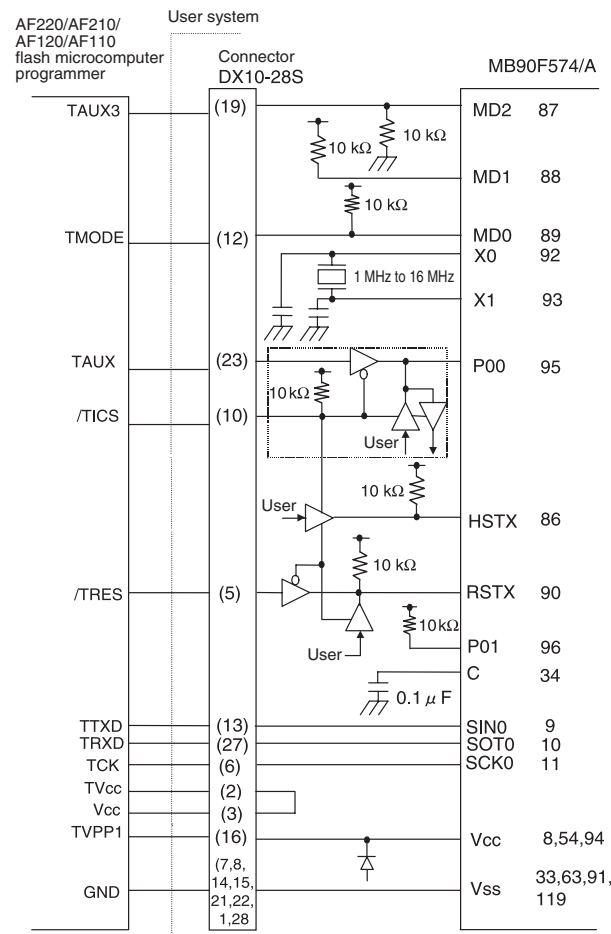 AF220/AF210/
AF120/AF110
flash microcomputer
programmer
User system
Connector
DX10-28S
MB90F574/A
TAUX3
(19)
MD2 87
10 kΩ
10 kΩ
MD1 88
10 kΩ
TMODE
(12)
MD0 89
X0 92
1 MHz to 16 MHz
X1 93
TAUX
(23)
P00 95
10kΩ
/TICS
(10)
User
10 kΩ
User
HSTX 86
10 kΩ
/TRES
(5)
RSTX 90
10kΩ
User
P01 96
C 34
0.1 μ F
TTXD
(13)
SIN0 9
TRXD
(27)
SOT0 10
TCK
(6)
SCK0 11
TVcc
(2)
Vcc
(3)
TVPP1
(16)
Vcc 8,54,94
GND
(7,8,
14,15,
21,22,
1,28
Vss 33,63,91,
119